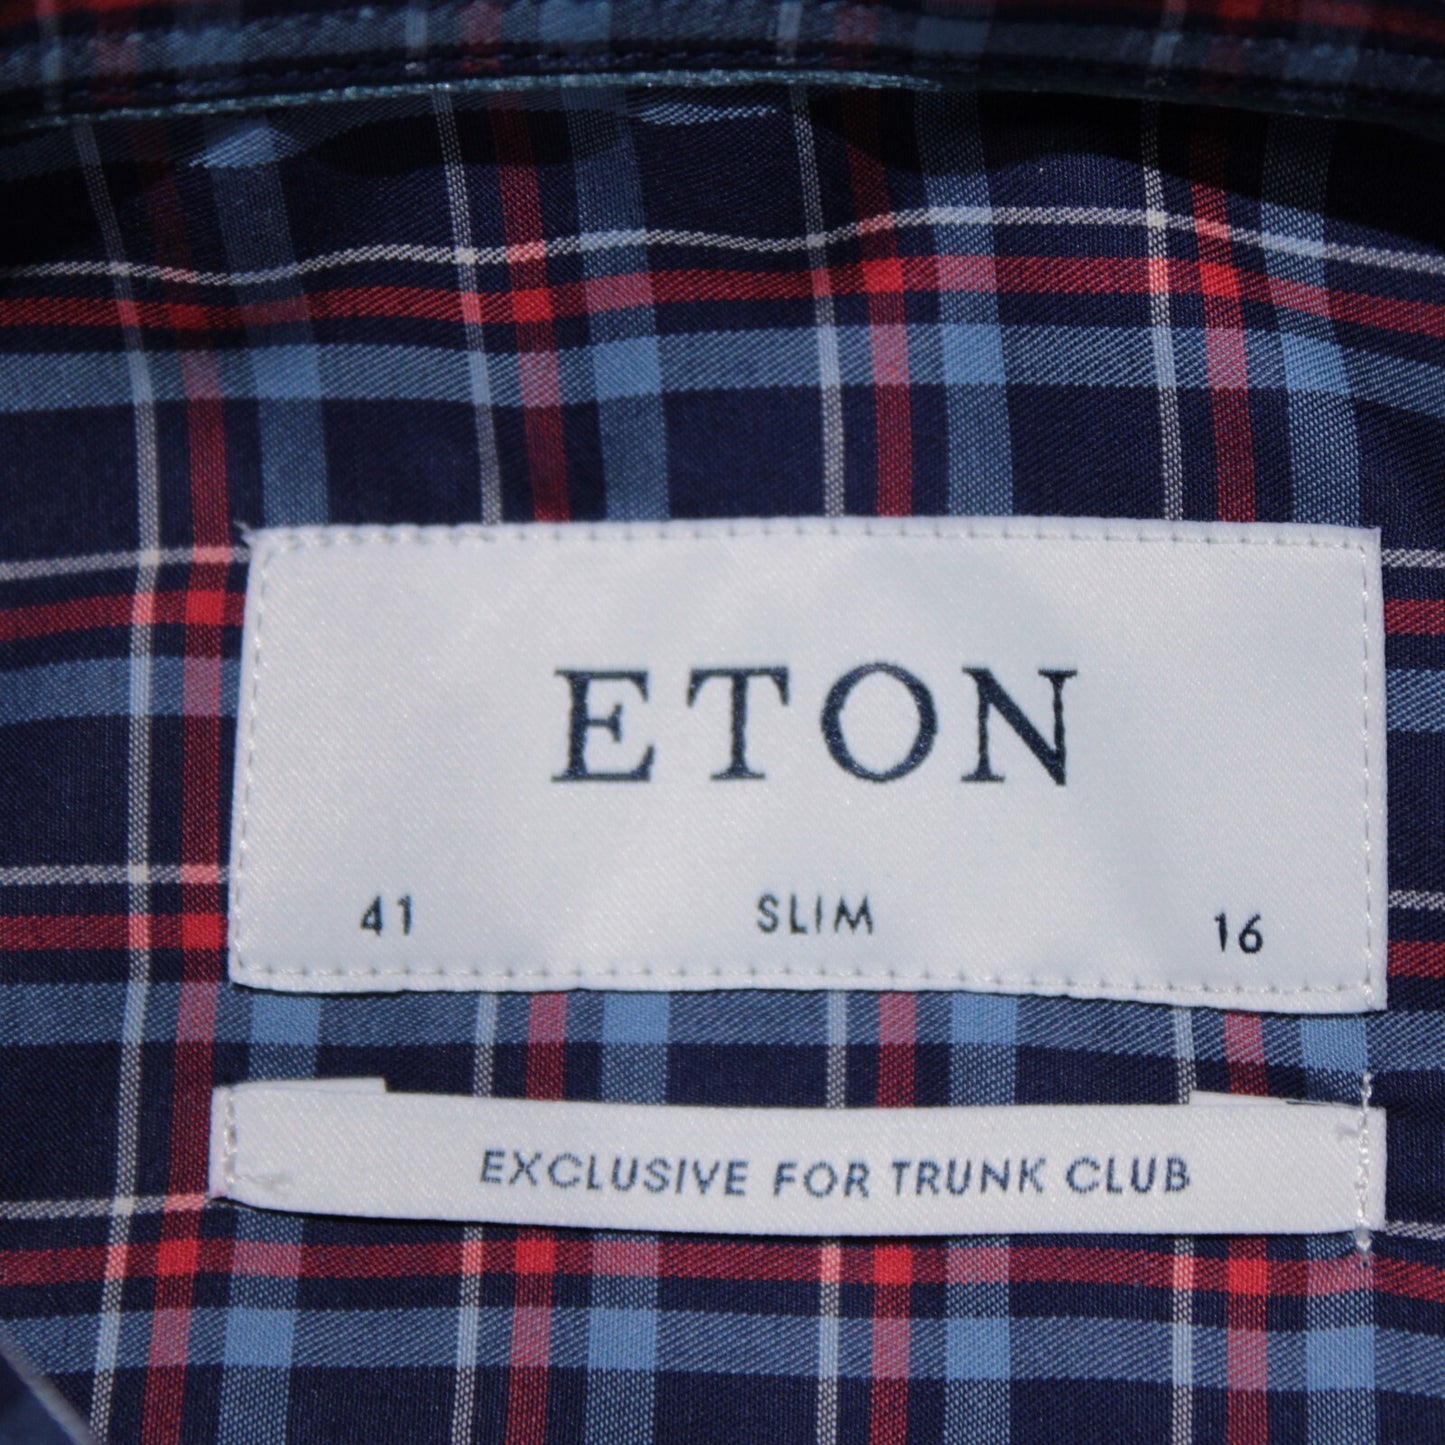 ETON
41 SLIM 16
EXCLUSIVE FOR TRUNK CLUB